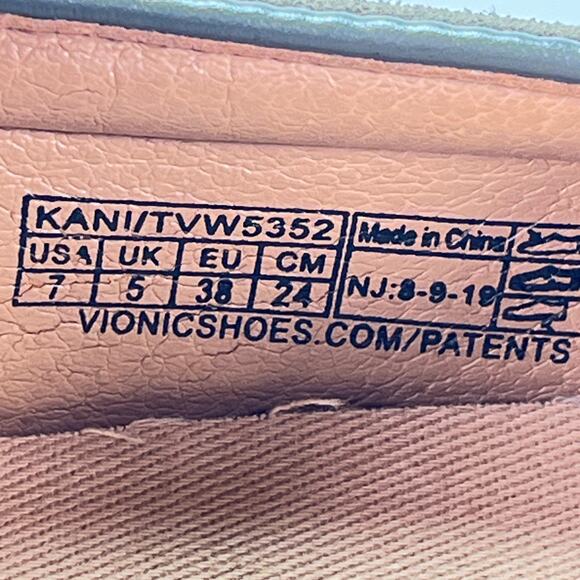 KANI/TVW5352 Made in China
USA UK EU CM
7 5 38 24 NJ:8-9-19
VIONICSHOES.COM/PATENTS